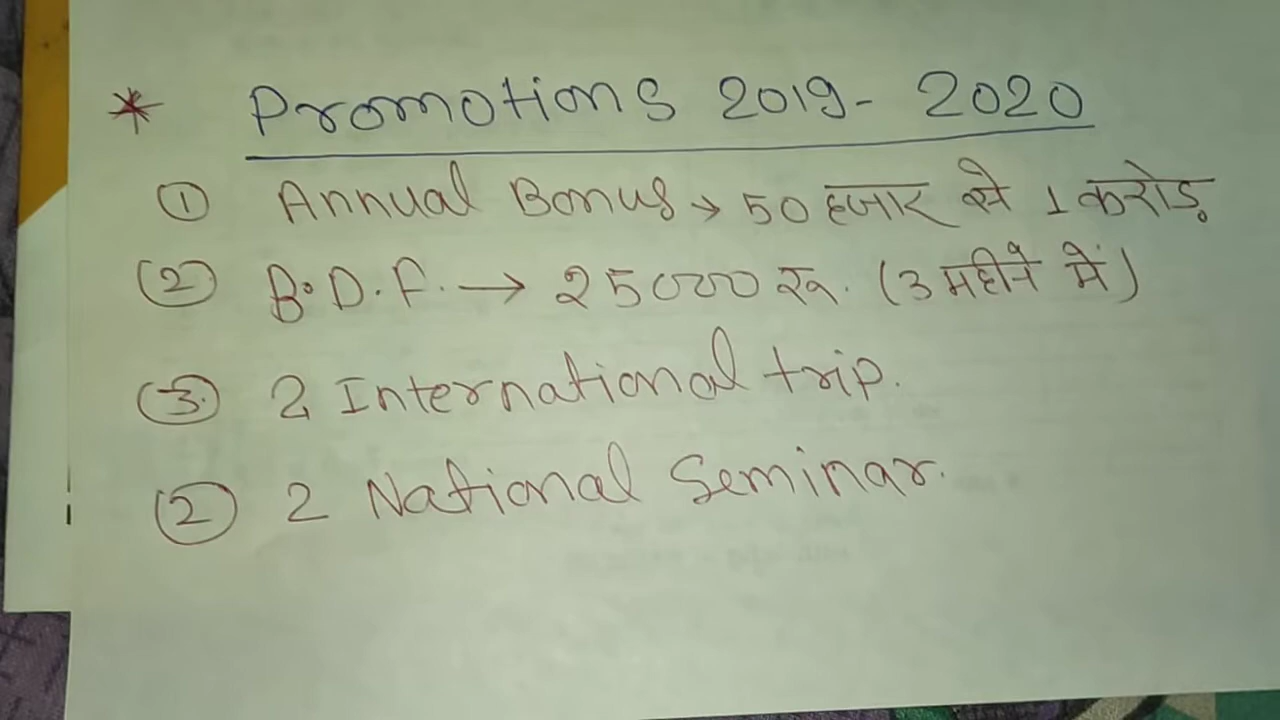 * Promotions 2019- 2020
① Annual Bonus → 50 हजार से 1 करोड़
(2) B.D.F. → 25000 रू. (3 महीने में)
(3.) 2 International trip.
(2) 2 National Seminar.